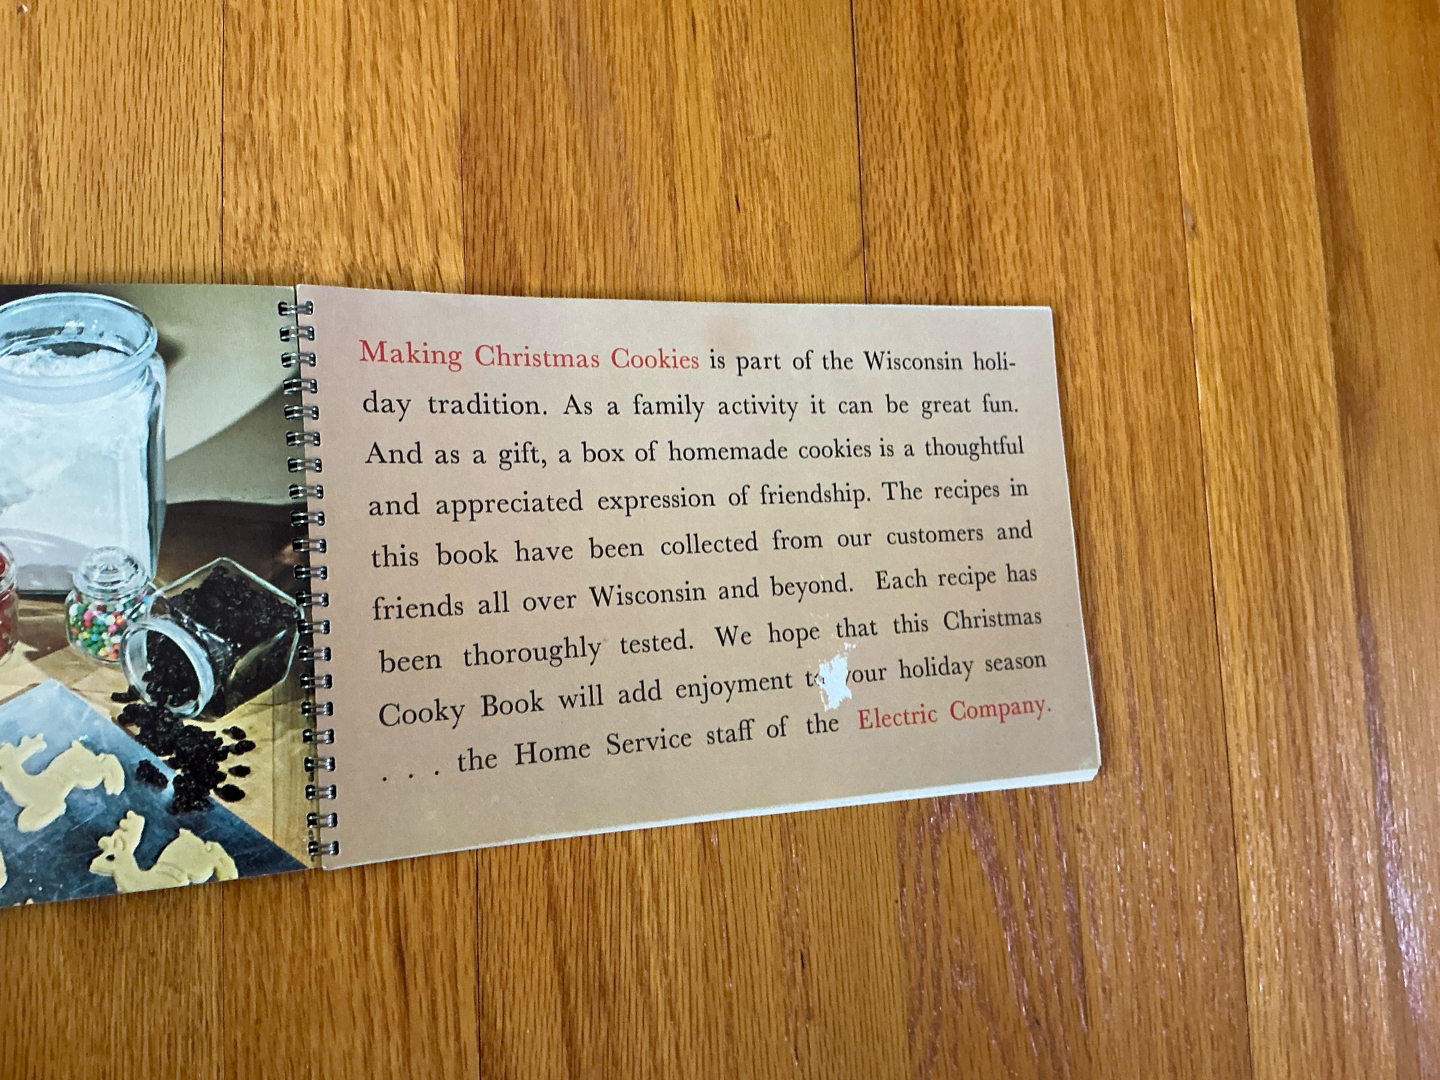 Making Christmas Cookies is part of the Wisconsin holi-
day tradition. As a family activity it can be great fun.
And as a gift, a box of homemade cookies is a thoughtful
and appreciated expression of friendship. The recipes in
this book have been collected from our customers and
friends all over Wisconsin and beyond. Each recipe has
been thoroughly tested. We hope that this Christmas
Cooky Book will add enjoyment to your holiday season
. . . the Home Service staff of the Electric Company.